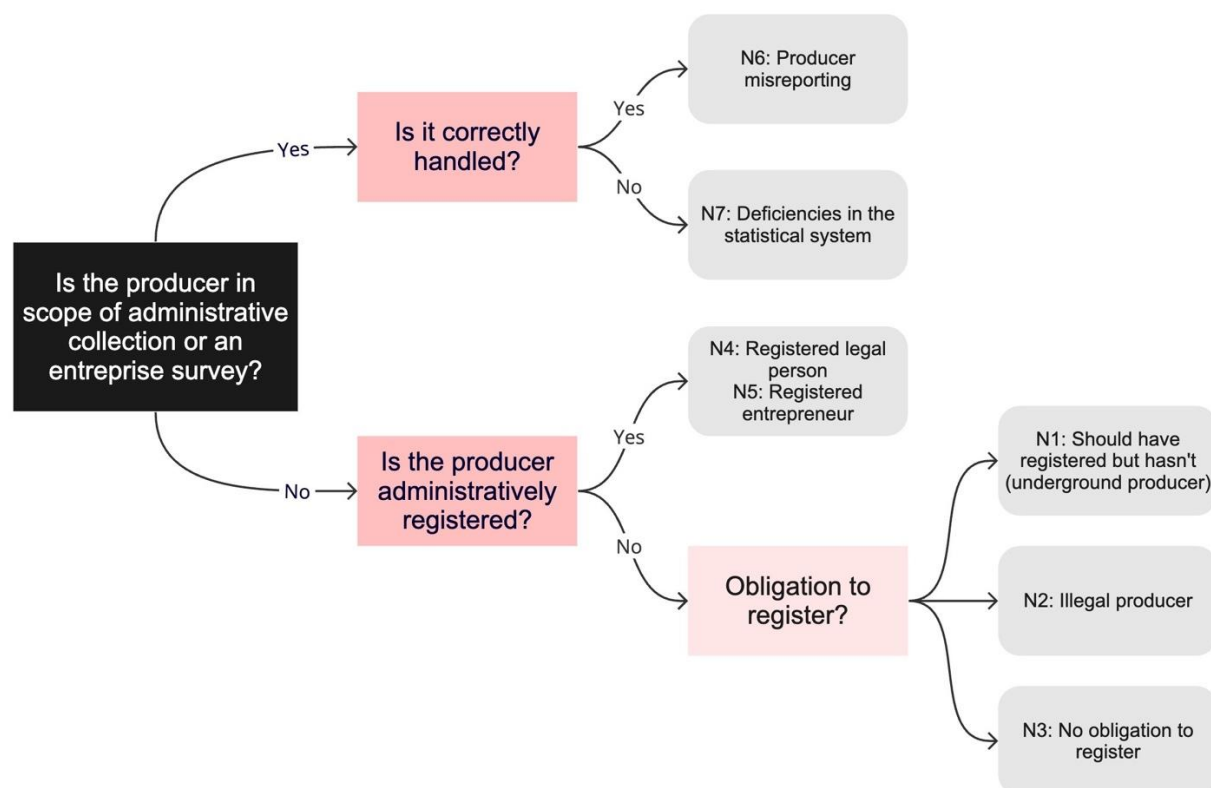 Is the producer in
scope of administrative
collection or an
entreprise survey?
Yes
Is it correctly
handled?
Yes
N6: Producer
misreporting
No
N7: Deficiencies in the
statistical system
No
Is the producer
administratively
registered?
Yes
N4: Registered legal
person
N5: Registered
entrepreneur
No
Obligation to
register?
N1: Should have
registered but hasn't
(underground producer)
N2: Illegal producer
N3: No obligation to
register